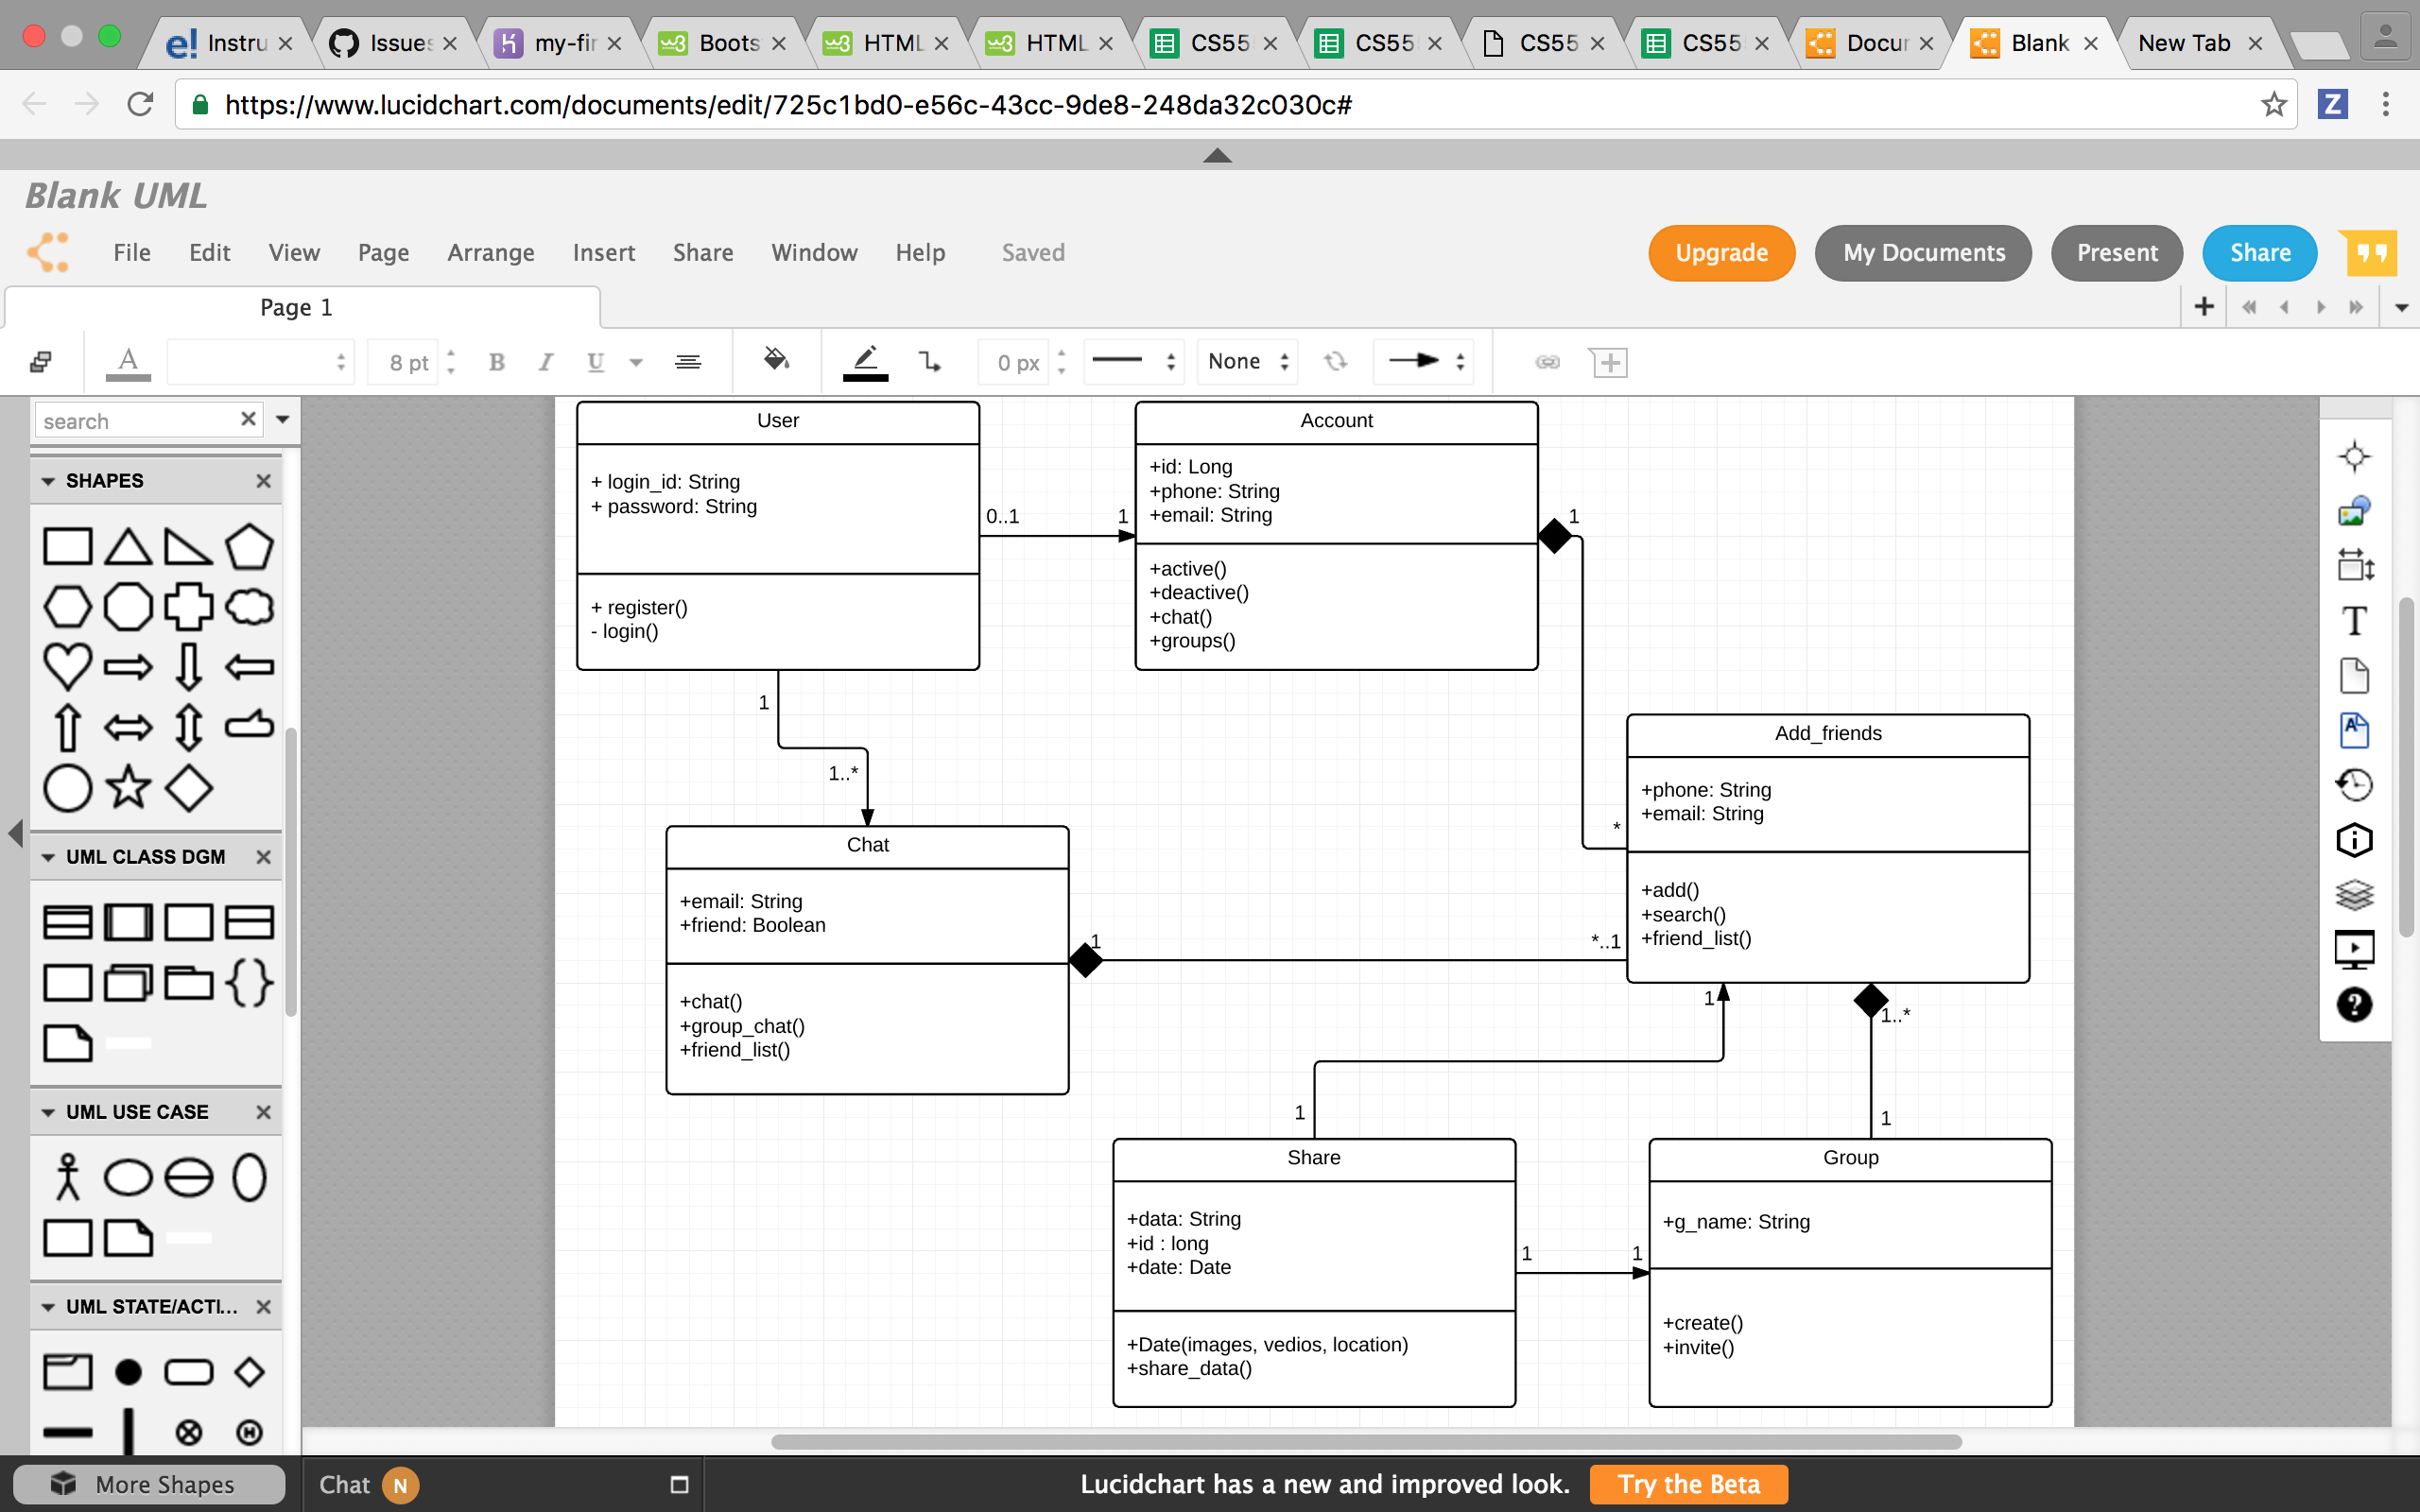 Instru
Issues
my-fir
Boots
HTML
HTML
CS55
CS55
CS55
CS55
Docur
Blank
New Tab
https://www.lucidchart.com/documents/edit/725c1bd0-e56c-43cc-9de8-248da32c030c#
Z
Blank UML
File Edit View Page Arrange Insert Share Window Help Saved
Upgrade
My Documents
Present
Share
Page 1
A
8 pt
B I U
0 px
None
search
SHAPES
UML CLASS DGM
UML USE CASE
UML STATE/ACTI...
User
+ login_id: String
+ password: String
+ register()
- login()
0..1
1
Account
+id: Long
+phone: String
+email: String
+active()
+deactive()
+chat()
+groups()
1
1
1..*
Add_friends
+phone: String
+email: String
*
+add()
+search()
+friend_list()
Chat
+email: String
+friend: Boolean
1
*..1
+chat()
+group_chat()
+friend_list()
1
1..*
1
1
Share
+data: String
+id : long
+date: Date
+Date(images, vedios, location)
+share_data()
1
1
Group
+g_name: String
+create()
+invite()
T
More Shapes
Chat
N
Lucidchart has a new and improved look.
Try the Beta